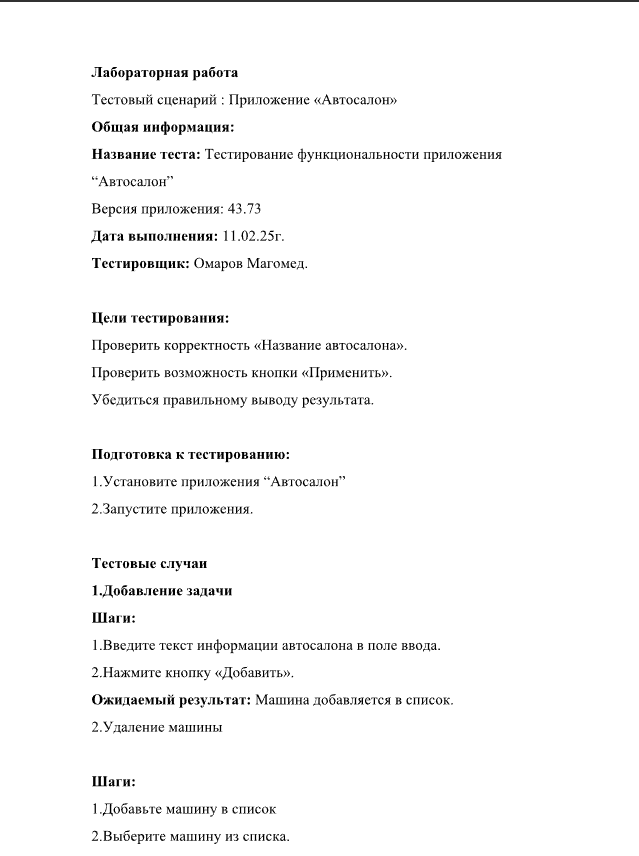 Лабораторная работа
Тестовый сценарий : Приложение «Автосалон»
Общая информация:
Название теста: Тестирование функциональности приложения
“Автосалон”
Версия приложения: 43.73
Дата выполнения: 11.02.25г.
Тестировщик: Омаров Магомед.
Цели тестирования:
Проверить корректность «Название автосалона».
Проверить возможность кнопки «Применить».
Убедиться правильному выводу результата.
Подготовка к тестированию:
1.Установите приложения “Автосалон”
2.Запустите приложения.
Тестовые случаи
1.Добавление задачи
Шаги:
1.Введите текст информации автосалона в поле ввода.
2.Нажмите кнопку «Добавить».
Ожидаемый результат: Машина добавляется в список.
2.Удаление машины
Шаги:
1.Добавьте машину в список
2.Выберите машину из списка.